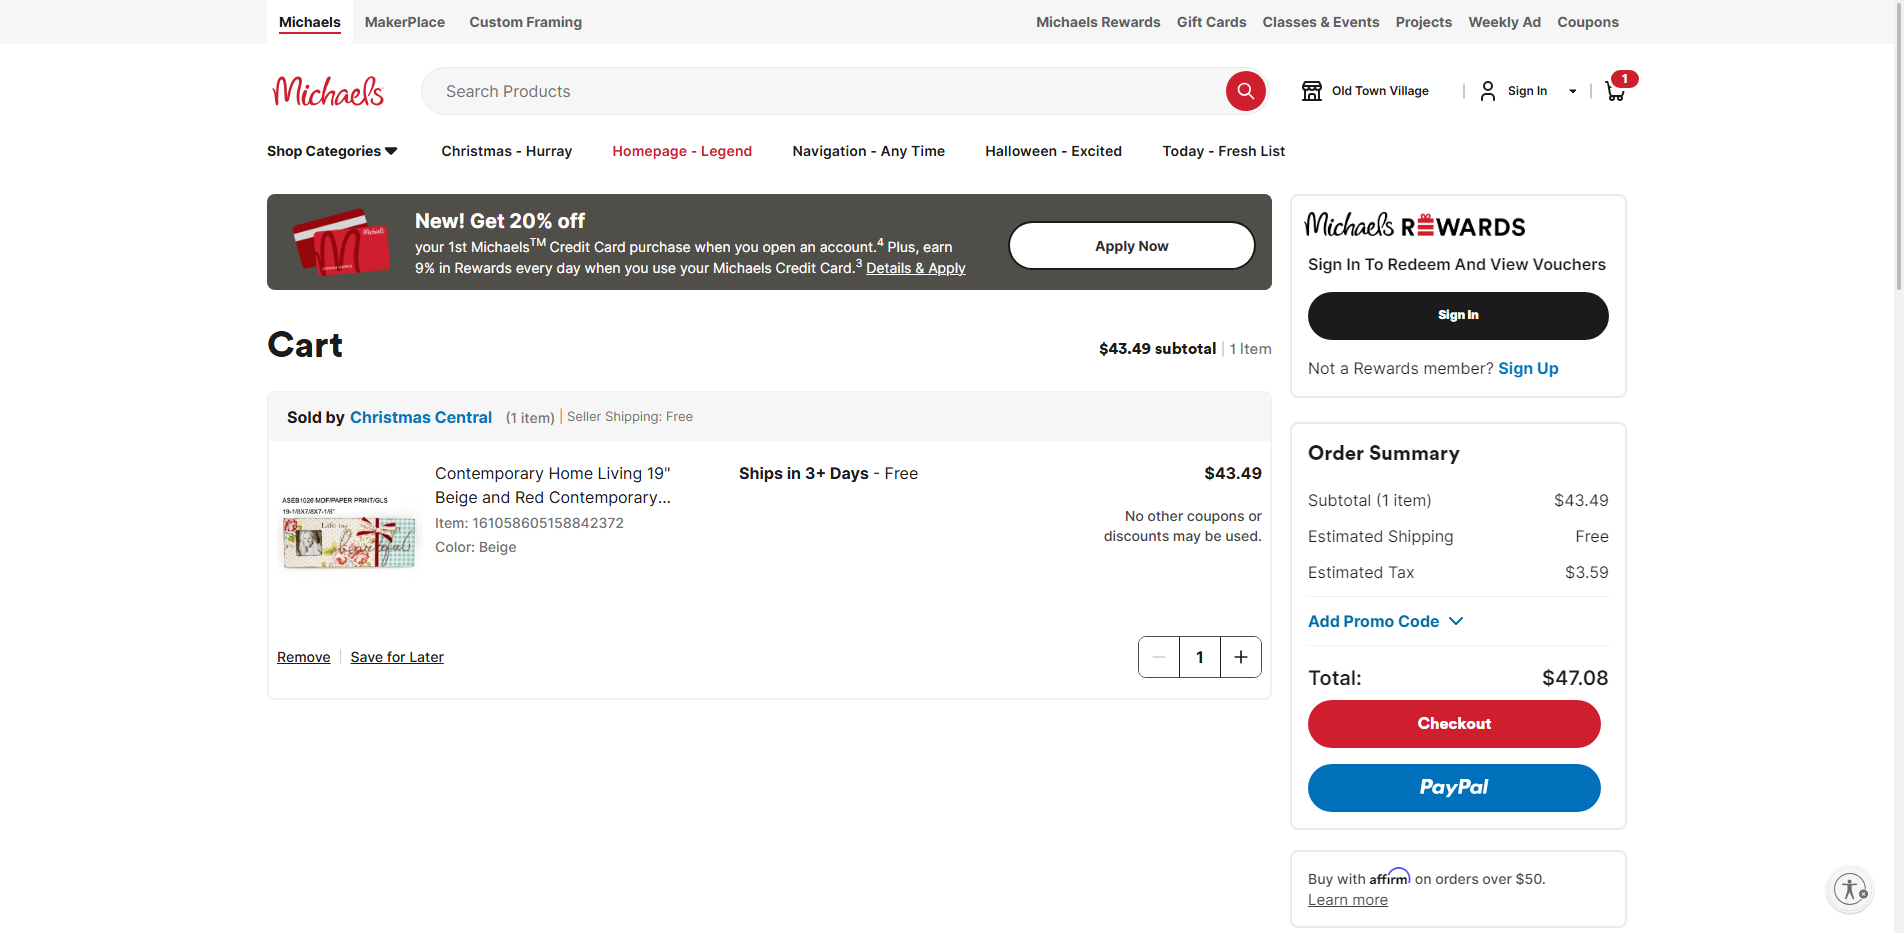 Michaels MakerPlace Custom Framing Michaels Rewards Gift Cards Classes & Events Projects Weekly Ad Coupons
Michaels Search Products Old Town Village Sign In 1
Shop Categories Christmas - Hurray Homepage - Legend Navigation - Any Time Halloween - Excited Today - Fresh List
New! Get 20% off
your 1st Michaels™ Credit Card purchase when you open an account.4 Plus, earn
9% in Rewards every day when you use your Michaels Credit Card.3 Details & Apply
Apply Now
Michaels REWARDS
Sign In To Redeem And View Vouchers
Sign In
Not a Rewards member? Sign Up
Cart
$43.49 subtotal | 1 Item
Sold by Christmas Central (1 item) | Seller Shipping: Free
ASEB1026 MDF/PAPER PRINT/GLS
19-1/8X7/8X7-1/8"
Life is
beautiful
Contemporary Home Living 19"
Beige and Red Contemporary...
Item: 161058605158842372
Color: Beige
Ships in 3+ Days - Free
$43.49
No other coupons or
discounts may be used.
Remove | Save for Later
1
Order Summary
Subtotal (1 item) $43.49
Estimated Shipping Free
Estimated Tax $3.59
Add Promo Code
Total: $47.08
Checkout
PayPal
Buy with affirm on orders over $50.
Learn more